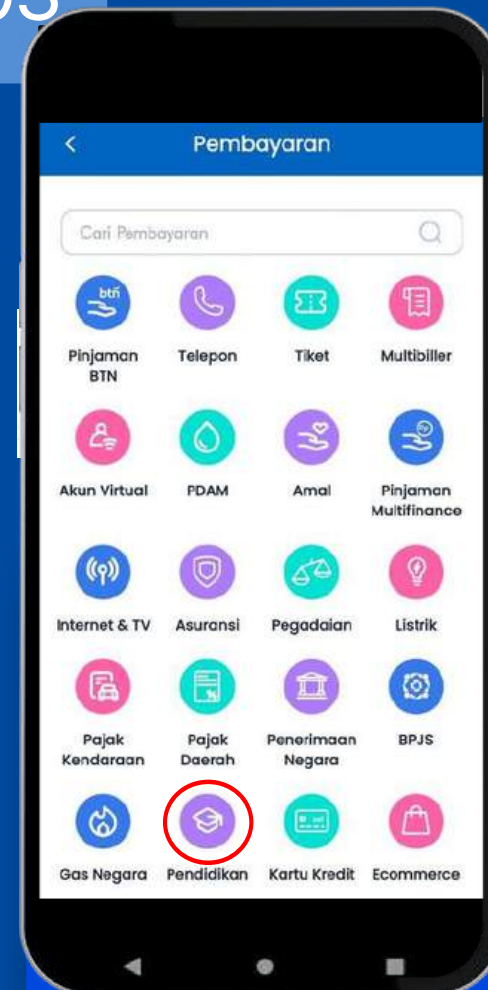 Pembayaran
Cari Pembayaran
btn
Pinjaman
BTN
Telepon
Tiket
Multibiller
Akun Virtual
PDAM
Amal
Pinjaman
Multifinance
Internet & TV
Asuransi
Pegadaian
Listrik
Pajak
Kendaraan
Pajak
Daerah
Penerimaan
Negara
BPJS
Gas Negara
Pendidikan
Kartu Kredit
Ecommerce